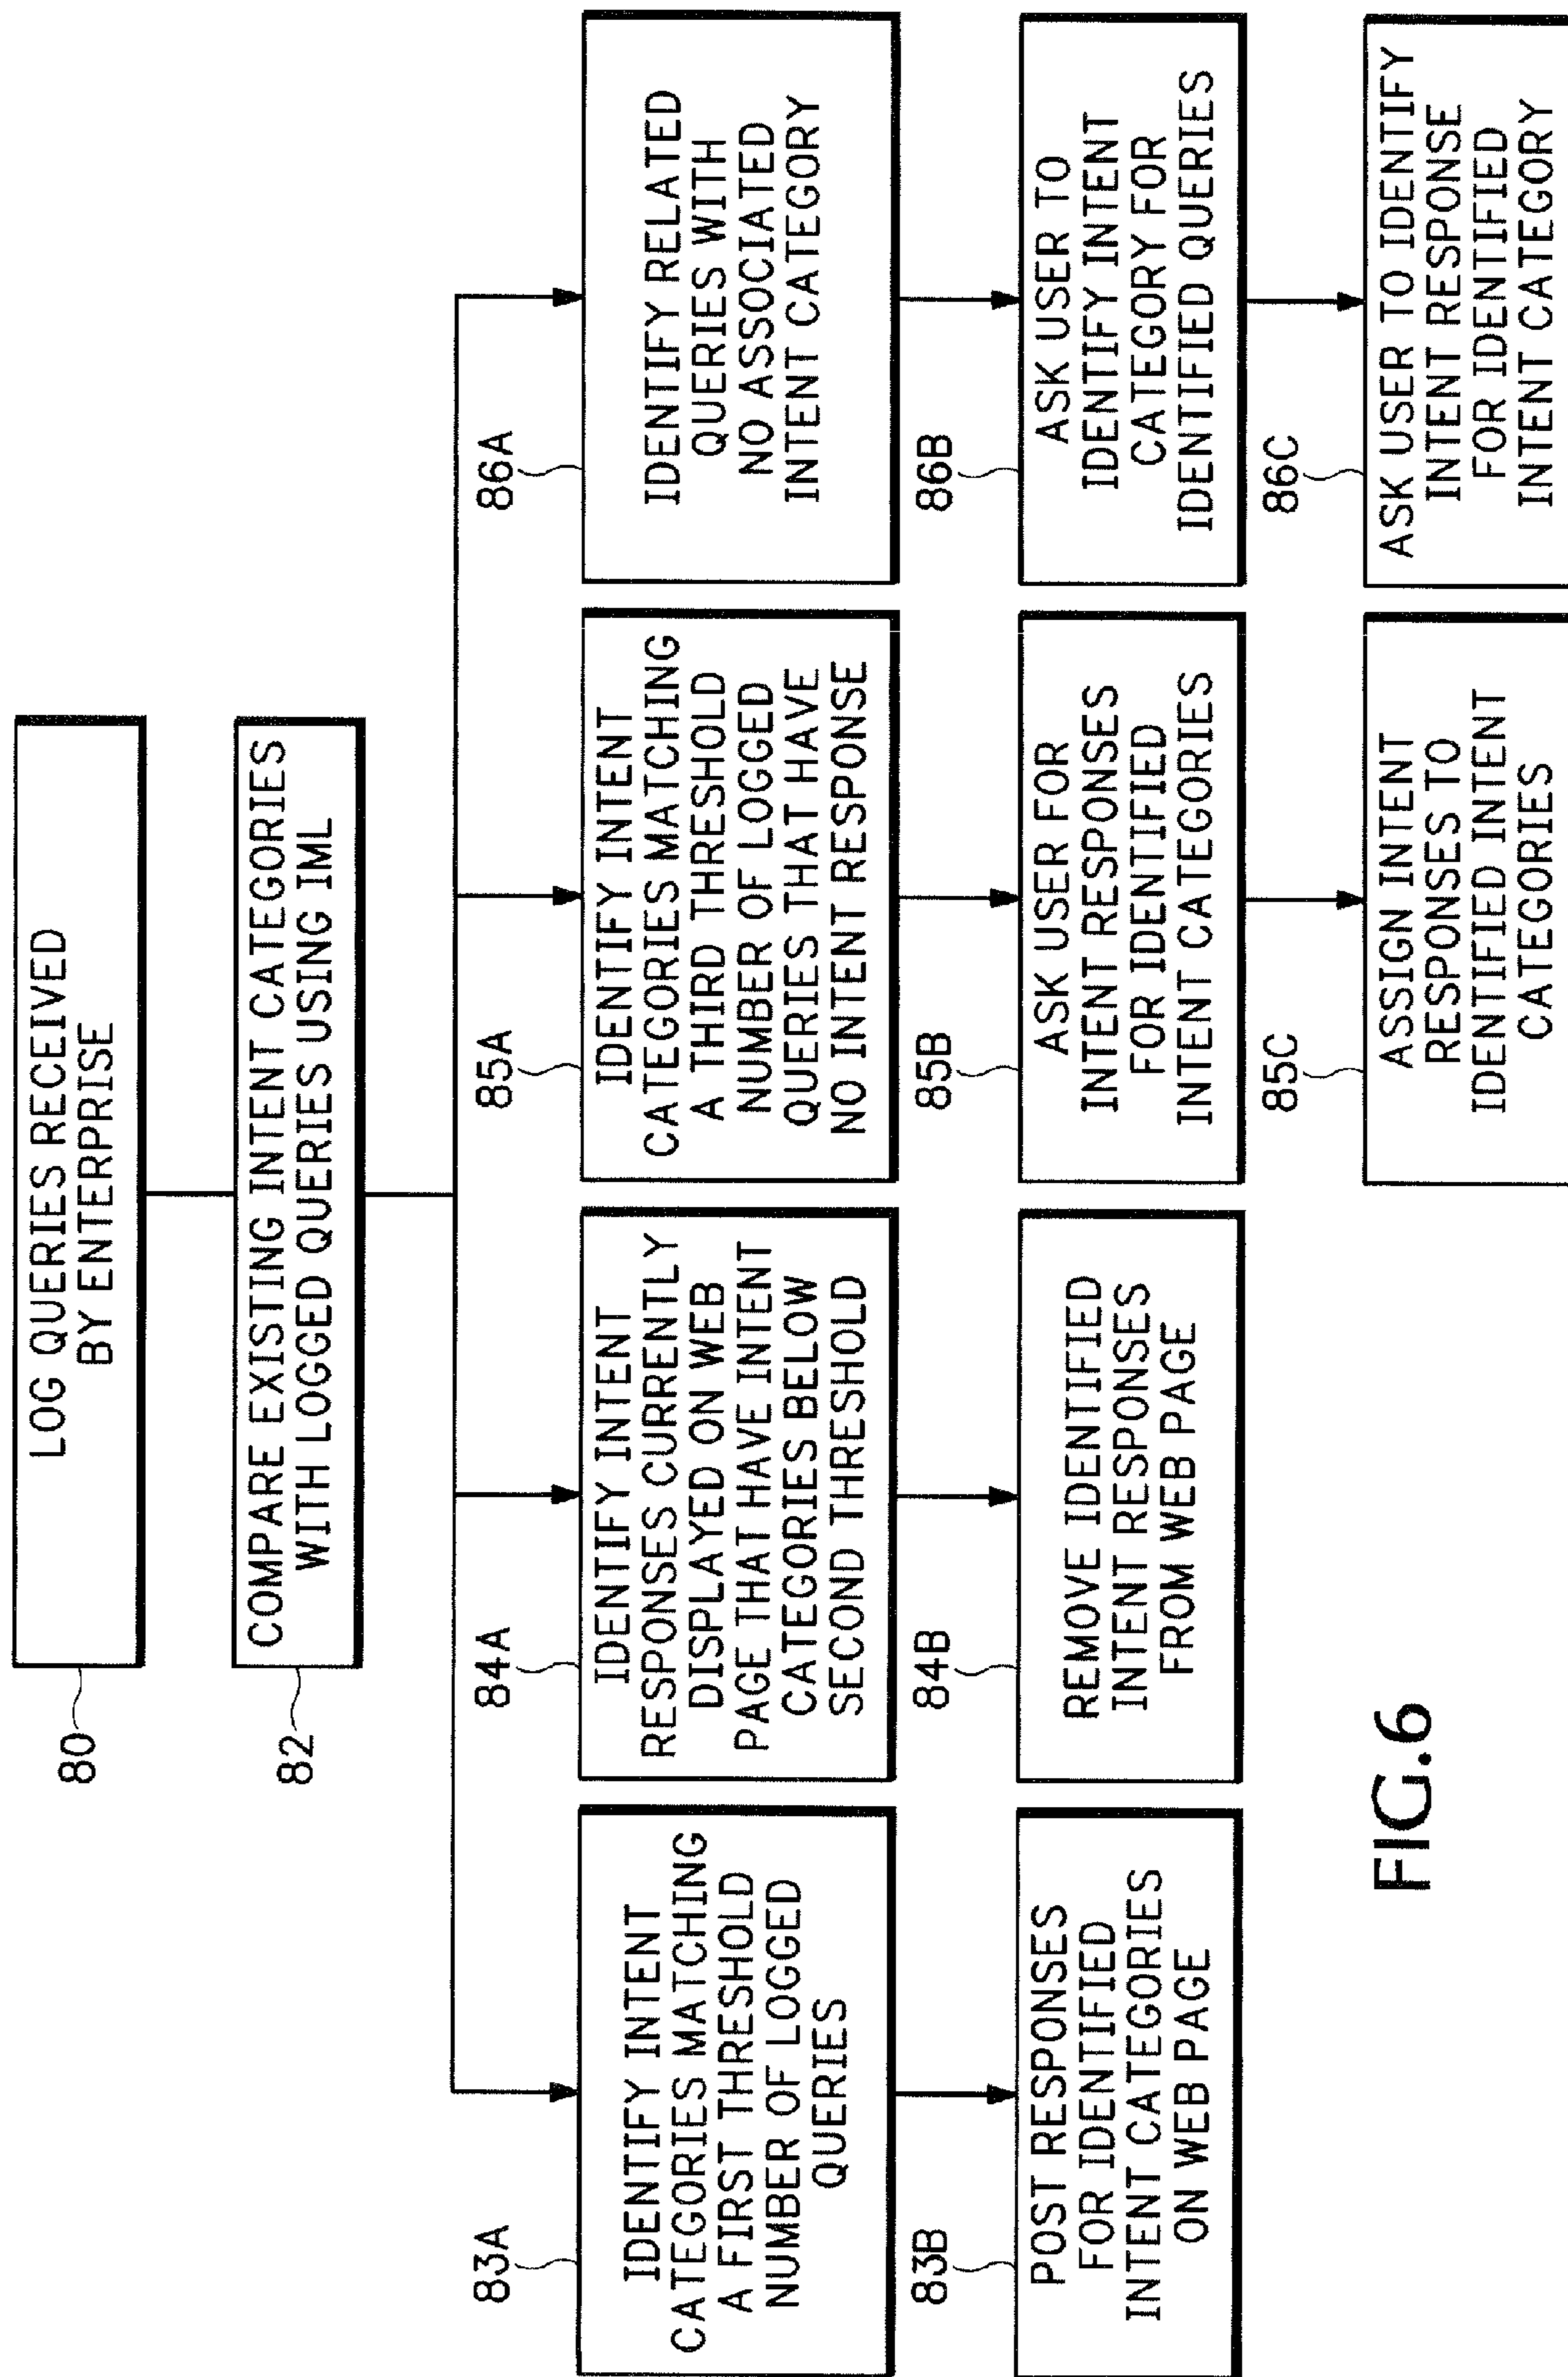 80
LOG QUERIES RECEIVED
BY ENTERPRISE
82
COMPARE EXISTING INTENT CATEGORIES
WITH LOGGED QUERIES USING IML
83A
IDENTIFY INTENT
CATEGORIES MATCHING
A FIRST THRESHOLD
NUMBER OF LOGGED
QUERIES
83B
POST RESPONSES
FOR IDENTIFIED
INTENT CATEGORIES
ON WEB PAGE
84A
IDENTIFY INTENT
RESPONSES CURRENTLY
DISPLAYED ON WEB
PAGE THAT HAVE INTENT
CATEGORIES BELOW
SECOND THRESHOLD
84B
REMOVE IDENTIFIED
INTENT RESPONSES
FROM WEB PAGE
85A
IDENTIFY INTENT
CATEGORIES MATCHING
A THIRD THRESHOLD
NUMBER OF LOGGED
QUERIES THAT HAVE
NO INTENT RESPONSE
85B
ASK USER FOR
INTENT RESPONSES
FOR IDENTIFIED
INTENT CATEGORIES
85C
ASSIGN INTENT
RESPONSES TO
IDENTIFIED INTENT
CATEGORIES
86A
IDENTIFY RELATED
QUERIES WITH
NO ASSOCIATED
INTENT CATEGORY
86B
ASK USER TO
IDENTIFY INTENT
CATEGORY FOR
IDENTIFIED QUERIES
86C
ASK USER TO IDENTIFY
INTENT RESPONSE
FOR IDENTIFIED
INTENT CATEGORY
FIG.6